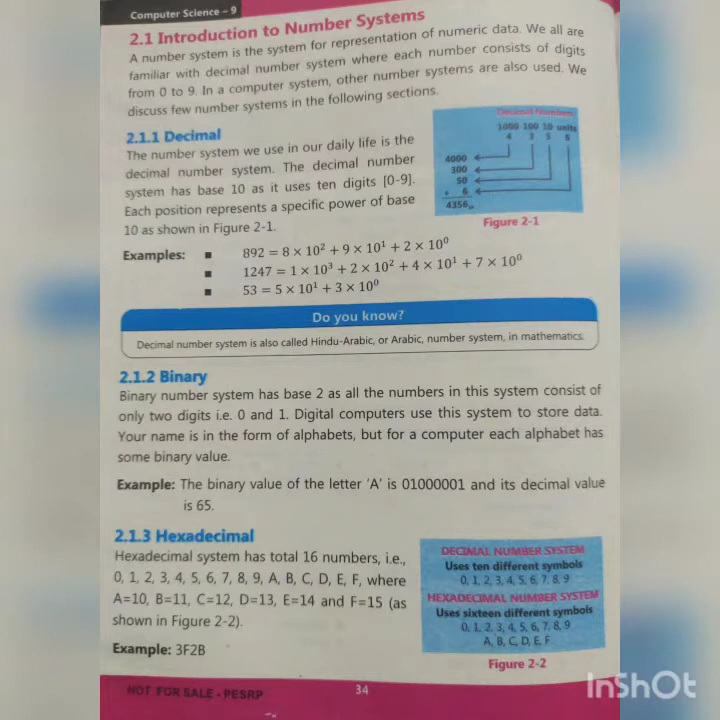 Computer Science – 9
2.1 Introduction to Number Systems
A number system is the system for representation of numeric data. We all are
familiar with decimal number system where each number consists of digits
from 0 to 9. In a computer system, other number systems are also used. We
discuss few number systems in the following sections.
2.1.1 Decimal
The number system we use in our daily life is the
decimal number system. The decimal number
system has base 10 as it uses ten digits [0-9].
Each position represents a specific power of base
10 as shown in Figure 2-1.
Decimal Numbers
1000 100 10 units
4 3 5 6
4000
300
50
+ 6
4356₁₀
Figure 2-1
Examples: ■ 892 = 8 × 10² + 9 × 10¹ + 2 × 10⁰
■ 1247 = 1 × 10³ + 2 × 10² + 4 × 10¹ + 7 × 10⁰
■ 53 = 5 × 10¹ + 3 × 10⁰
Do you know?
Decimal number system is also called Hindu-Arabic, or Arabic, number system, in mathematics.
2.1.2 Binary
Binary number system has base 2 as all the numbers in this system consist of
only two digits i.e. 0 and 1. Digital computers use this system to store data.
Your name is in the form of alphabets, but for a computer each alphabet has
some binary value.
Example: The binary value of the letter ‘A’ is 01000001 and its decimal value
is 65.
2.1.3 Hexadecimal
Hexadecimal system has total 16 numbers, i.e.,
0, 1, 2, 3, 4, 5, 6, 7, 8, 9, A, B, C, D, E, F, where
A=10, B=11, C=12, D=13, E=14 and F=15 (as
shown in Figure 2-2).
Example: 3F2B
DECIMAL NUMBER SYSTEM
Uses ten different symbols
0, 1, 2, 3, 4, 5, 6, 7, 8, 9
HEXADECIMAL NUMBER SYSTEM
Uses sixteen different symbols
0, 1, 2, 3, 4, 5, 6, 7, 8, 9
A, B, C, D, E, F
Figure 2-2
NOT FOR SALE - PESRP
34
InShOt